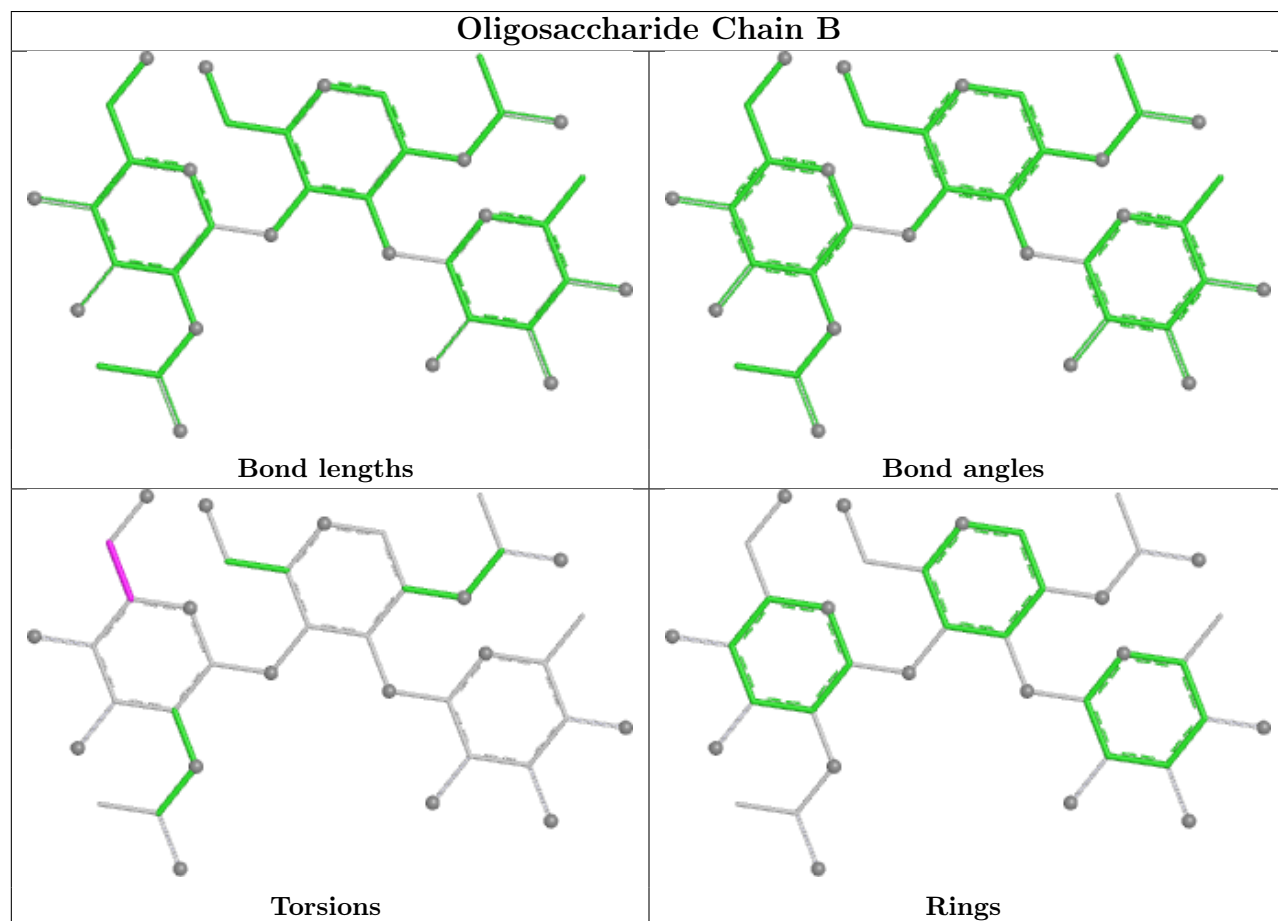 Oligosaccharide Chain B
Bond lengths
Bond angles
Torsions
Rings